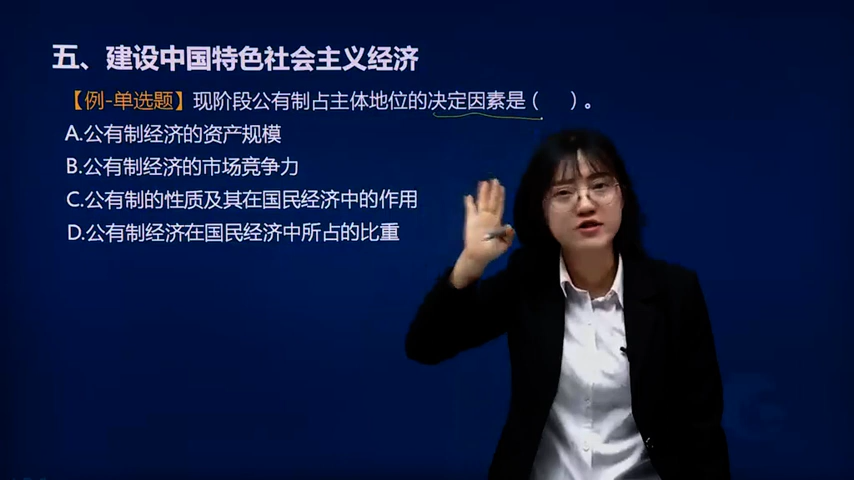 五、建设中国特色社会主义经济
【例-单选题】现阶段公有制占主体地位的决定因素是（ ）。
A.公有制经济的资产规模
B.公有制经济的市场竞争力
C.公有制的性质及其在国民经济中的作用
D.公有制经济在国民经济中所占的比重